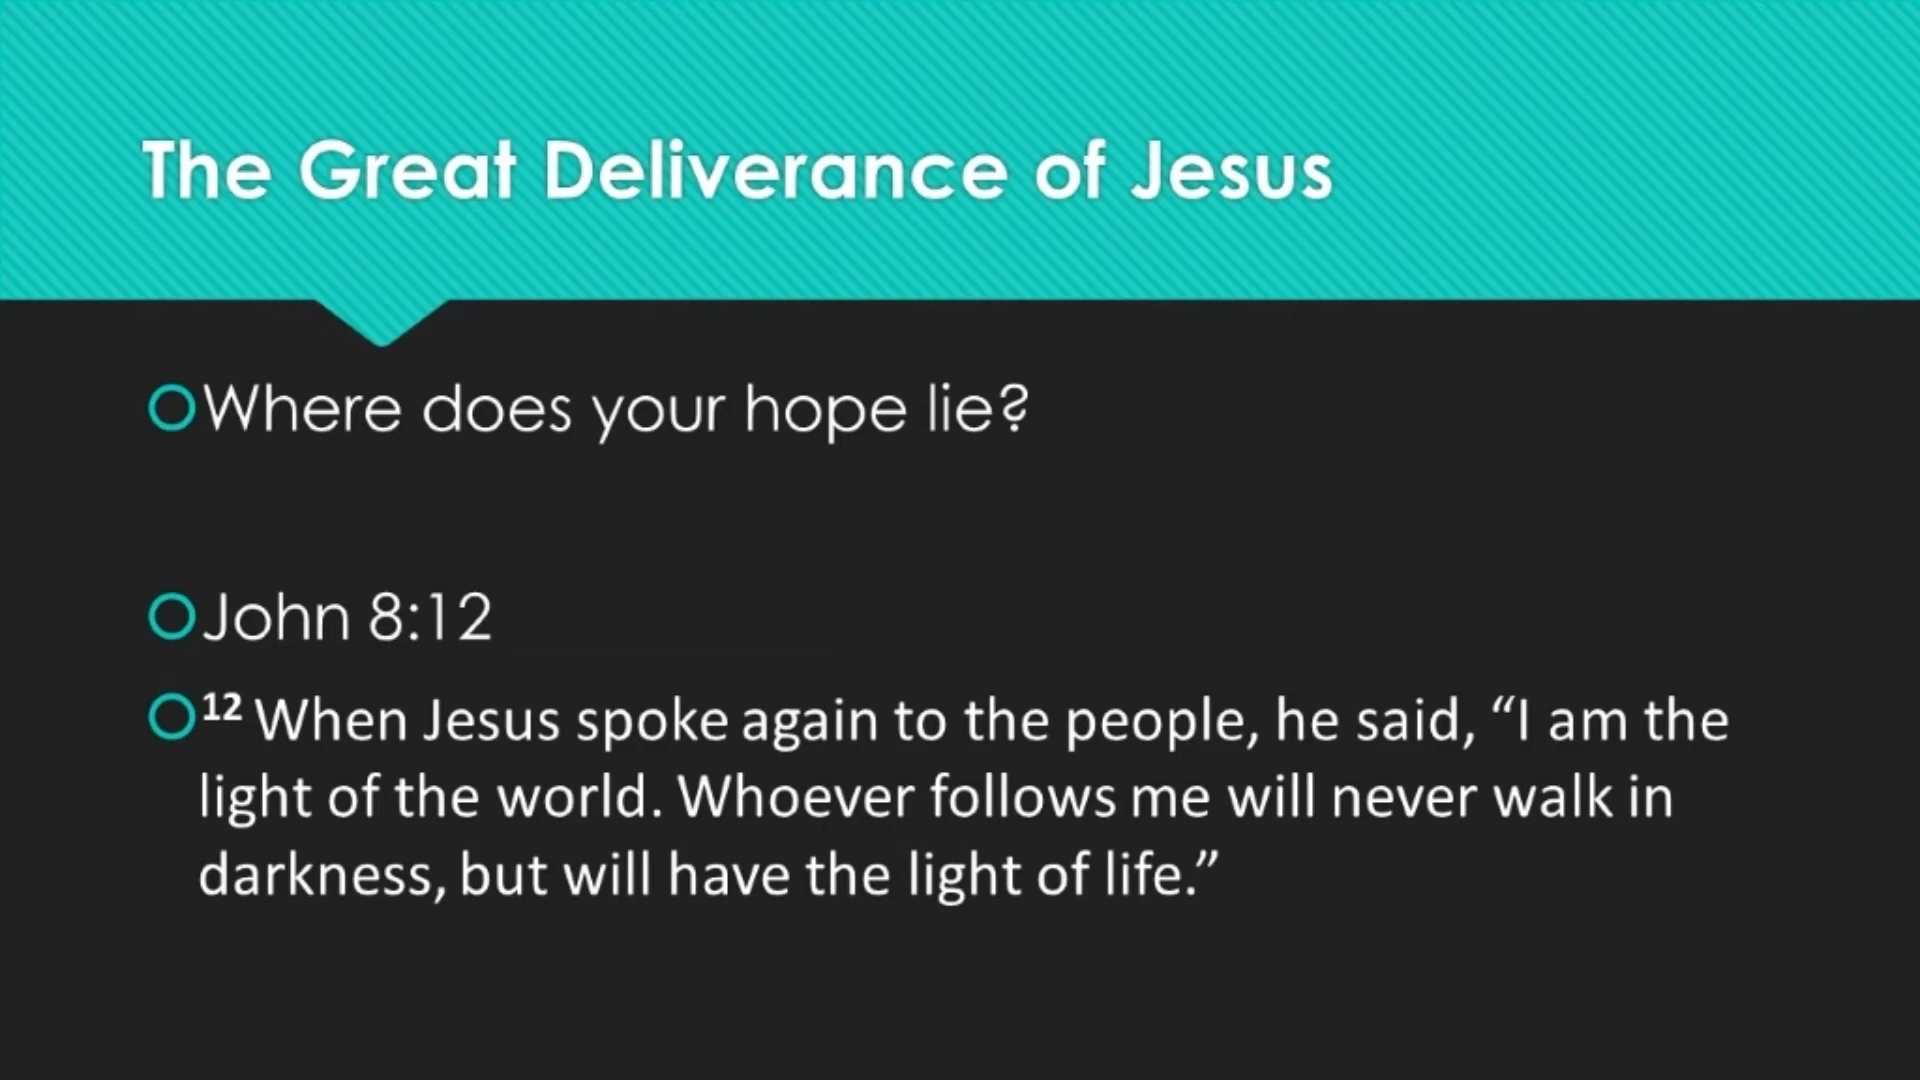 The Great Deliverance of Jesus
Where does your hope lie?
John 8:12
12 When Jesus spoke again to the people, he said, “I am the
light of the world. Whoever follows me will never walk in
darkness, but will have the light of life.”